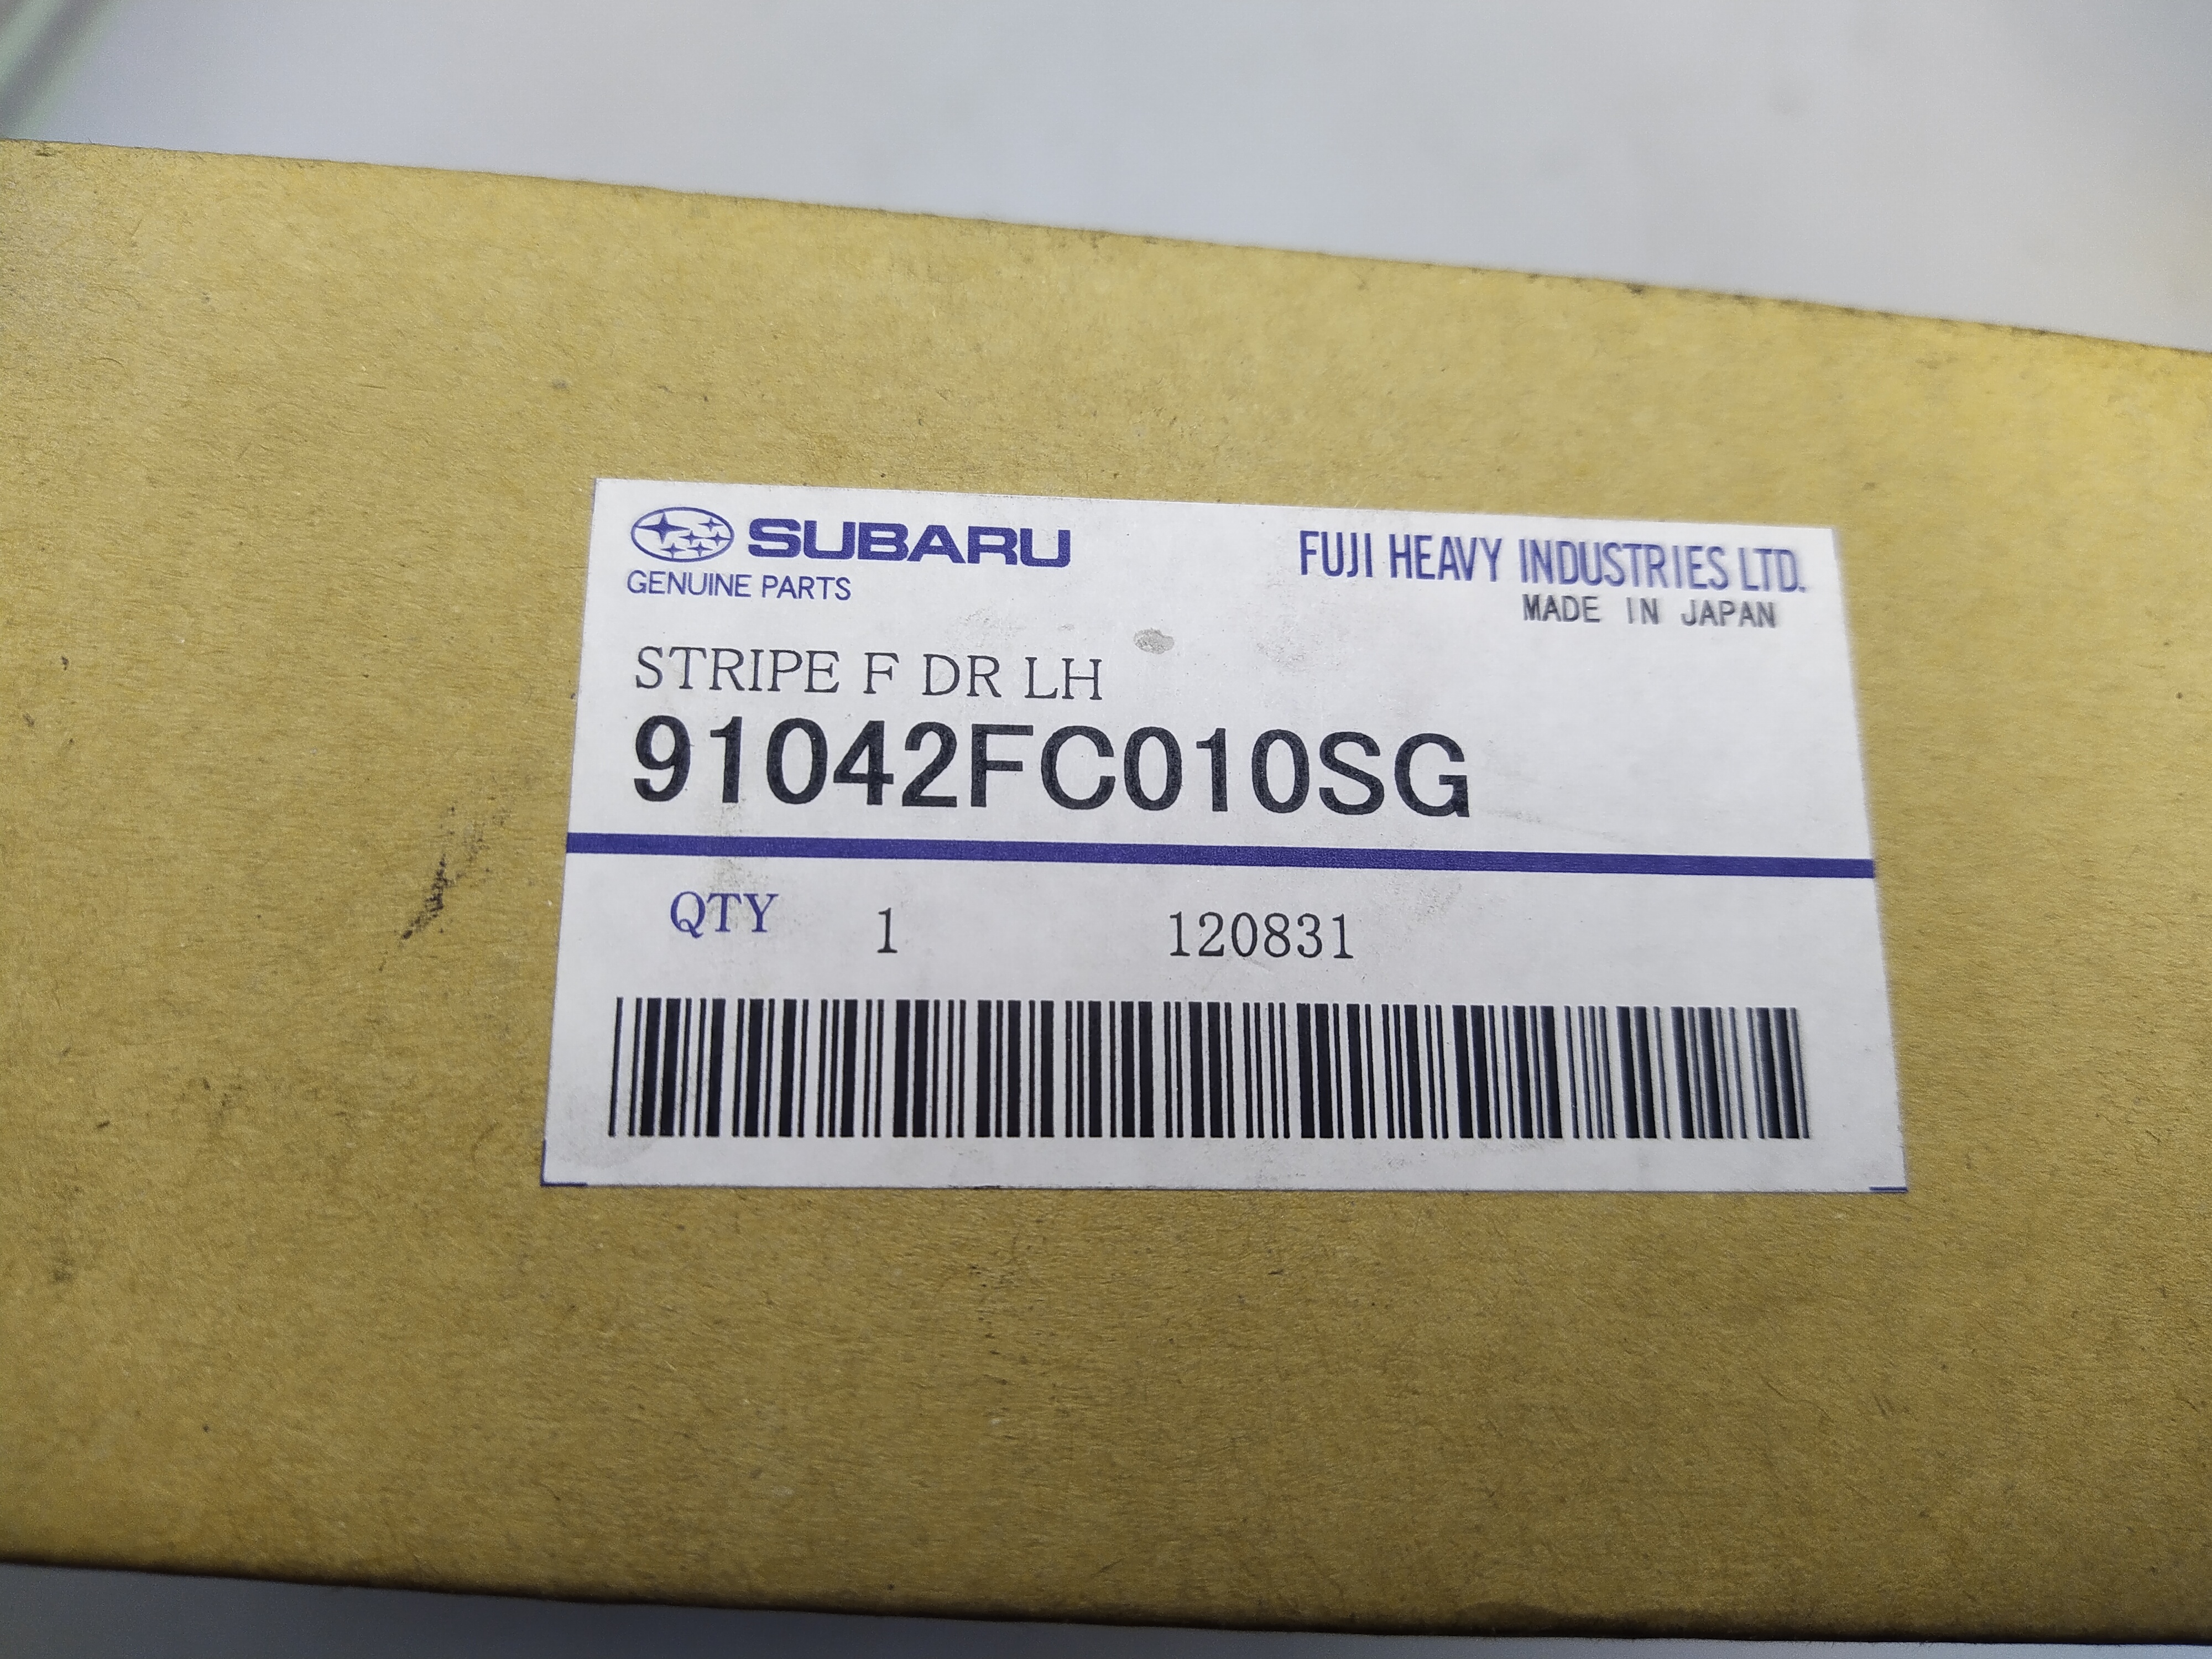 SUBARU
GENUINE PARTS
FUJI HEAVY INDUSTRIES LTD.
MADE IN JAPAN
STRIPE F DR LH
91042FC010SG
QTY 1 120831